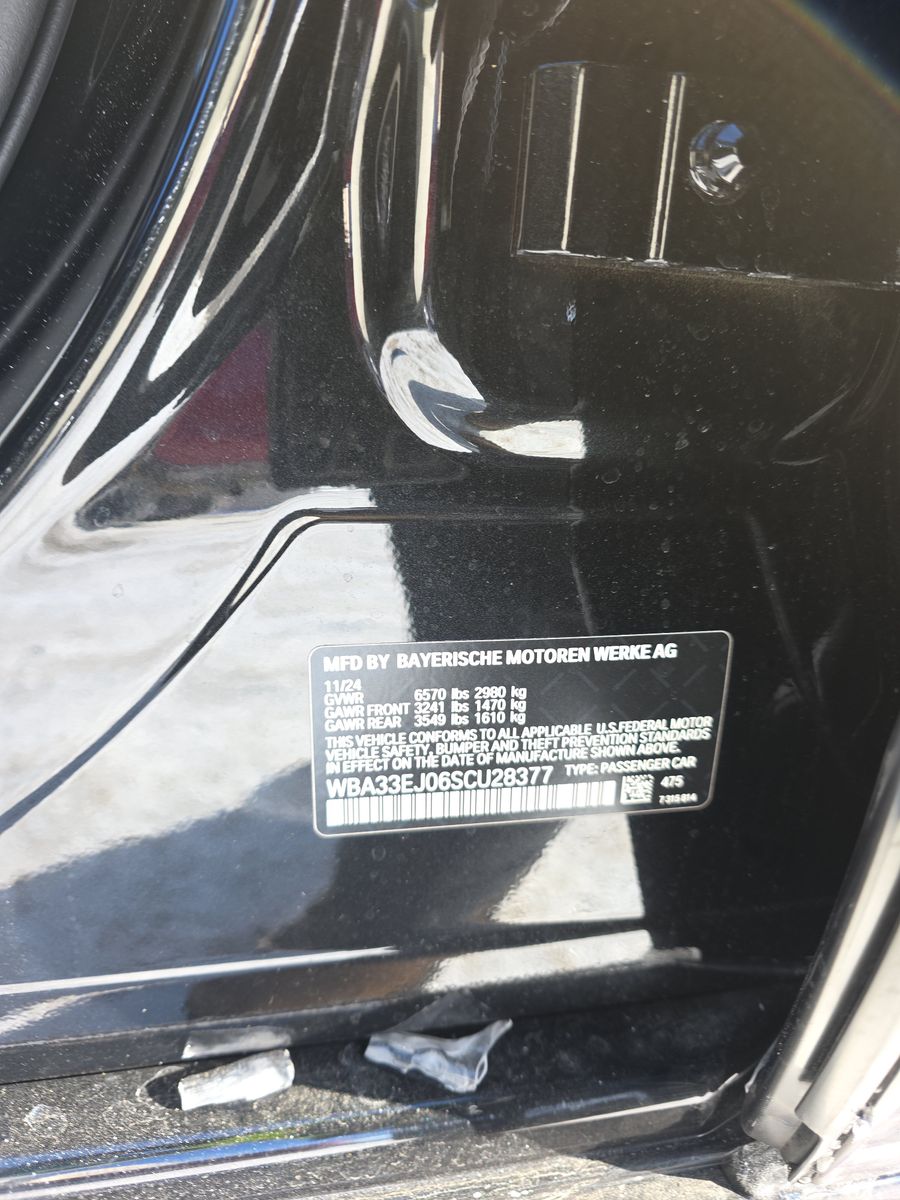 MFD BY BAYERISCHE MOTOREN WERKE AG
11/24
GVWR 6570 lbs 2980 kg
GAWR FRONT 3241 lbs 1470 kg
GAWR REAR 3549 lbs 1610 kg
THIS VEHICLE CONFORMS TO ALL APPLICABLE U.S.FEDERAL MOTOR
VEHICLE SAFETY, BUMPER AND THEFT PREVENTION STANDARDS
IN EFFECT ON THE DATE OF MANUFACTURE SHOWN ABOVE.
WBA33EJ06SCU28377 TYPE: PASSENGER CAR
475
7315814